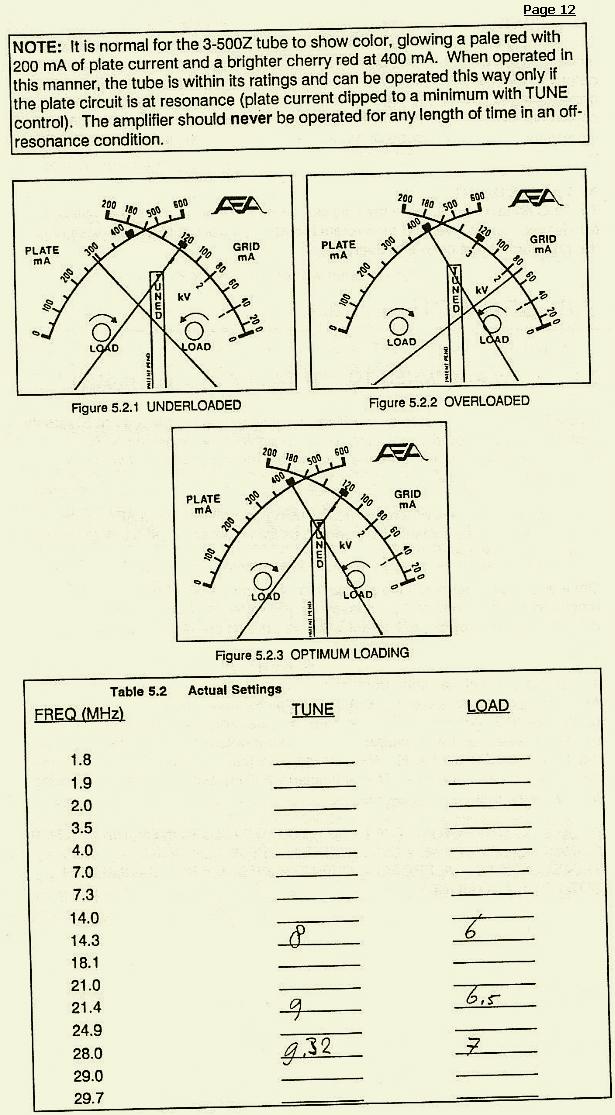 Page 12
NOTE: It is normal for the 3-500Z tube to show color, glowing a pale red with
200 mA of plate current and a brighter cherry red at 400 mA. When operated in
this manner, the tube is within its ratings and can be operated this way only if
the plate circuit is at resonance (plate current dipped to a minimum with TUNE
control). The amplifier should never be operated for any length of time in an off-
resonance condition.
200 180 500 600
AEA
PLATE
mA
GRID
mA
0 100 200 300 400
120 100 80 60 40 20 0
2
kV
TUNED
LOAD
LOAD
PATENT PEND
Figure 5.2.1 UNDERLOADED
200 180 500 600
AEA
PLATE
mA
GRID
mA
0 100 200 300 400
120 100 80 60 40 20 0
3 2
kV
TUNED
LOAD
LOAD
PATENT PEND
Figure 5.2.2 OVERLOADED
200 180 500 600
AEA
PLATE
mA
GRID
mA
0 100 200 300 400
120 100 80 60 40 20 0
2
kV
TUNED
LOAD
LOAD
PATENT PEND
Figure 5.2.3 OPTIMUM LOADING
Table 5.2 Actual Settings
FREQ (MHz) TUNE LOAD
1.8
1.9
2.0
3.5
4.0
7.0
7.3
14.0
14.3 8 6
18.1
21.0
21.4 9 6,5
24.9
28.0 9,32 7
29.0
29.7